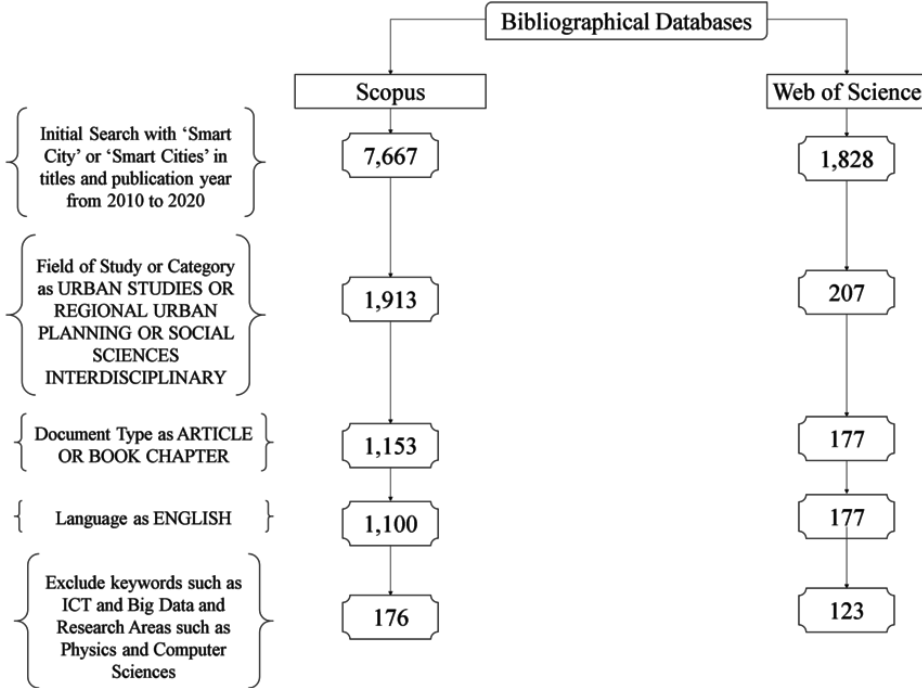 Bibliographical Databases
Scopus
Web of Science
Initial Search with ‘Smart
City’ or ‘Smart Cities’ in
titles and publication year
from 2010 to 2020
7,667
1,828
Field of Study or Category
as URBAN STUDIES OR
REGIONAL URBAN
PLANNING OR SOCIAL
SCIENCES
INTERDISCIPLINARY
1,913
207
Document Type as ARTICLE
OR BOOK CHAPTER
1,153
177
Language as ENGLISH
1,100
177
Exclude keywords such as
ICT and Big Data and
Research Areas such as
Physics and Computer
Sciences
176
123